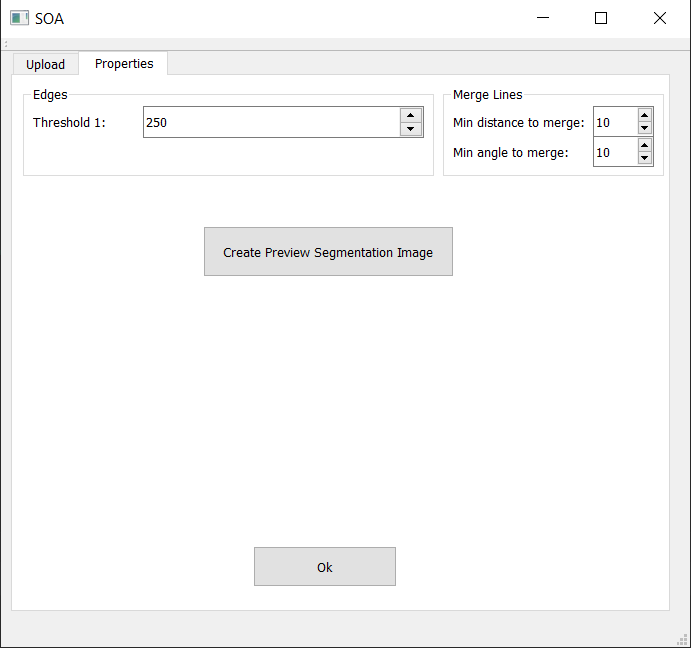 SOA
Upload Properties
Edges
Threshold 1: 250
Merge Lines
Min distance to merge: 10
Min angle to merge: 10
Create Preview Segmentation Image
Ok